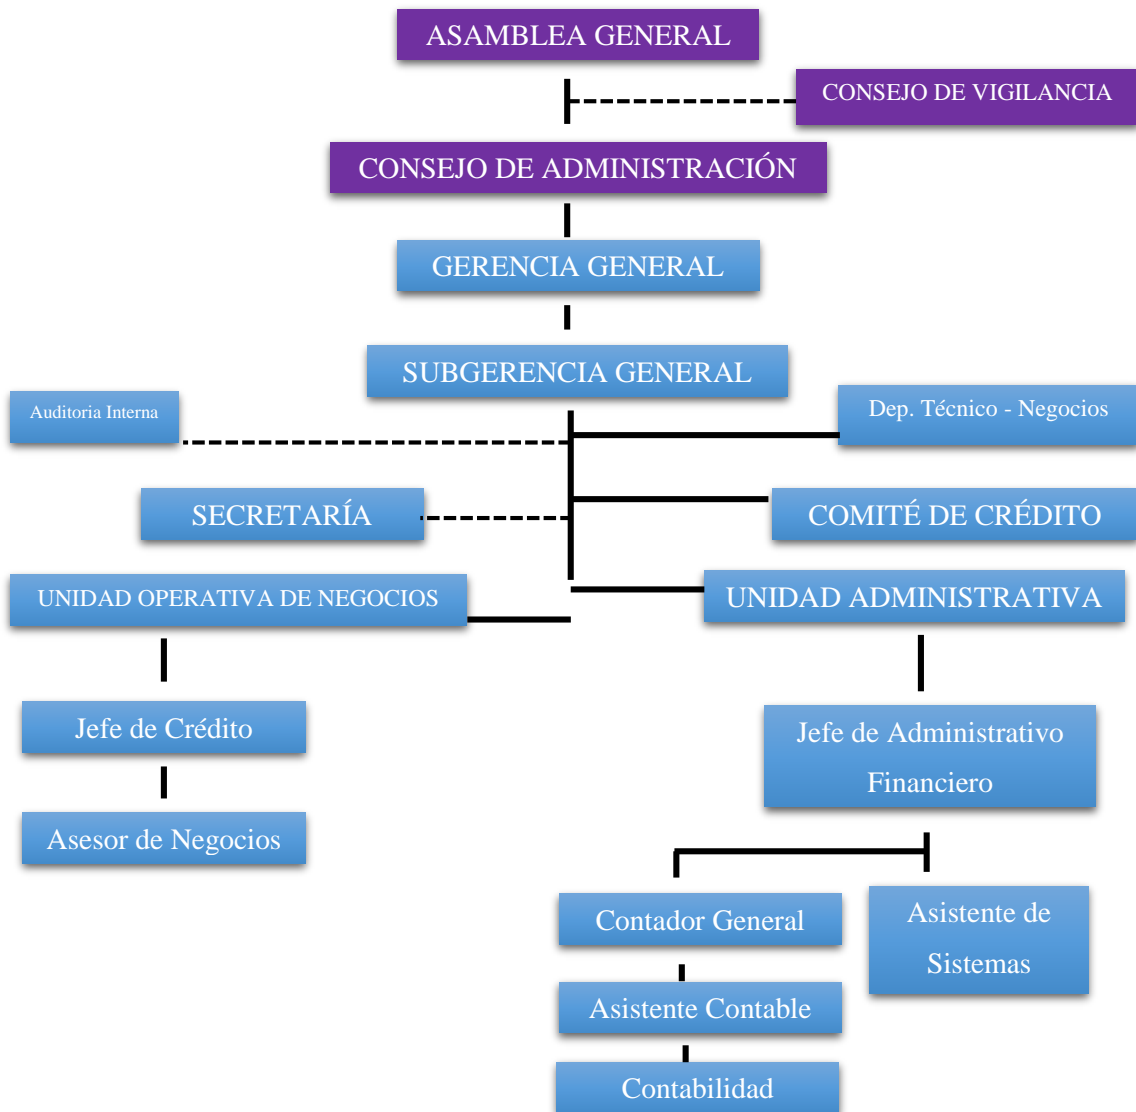 ASAMBLEA GENERAL
CONSEJO DE VIGILANCIA
CONSEJO DE ADMINISTRACIÓN
GERENCIA GENERAL
SUBGERENCIA GENERAL
Auditoria Interna
Dep. Técnico - Negocios
SECRETARÍA
COMITÉ DE CRÉDITO
UNIDAD OPERATIVA DE NEGOCIOS
UNIDAD ADMINISTRATIVA
Jefe de Crédito
Jefe de Administrativo
Financiero
Asesor de Negocios
Contador General
Asistente de
Sistemas
Asistente Contable
Contabilidad